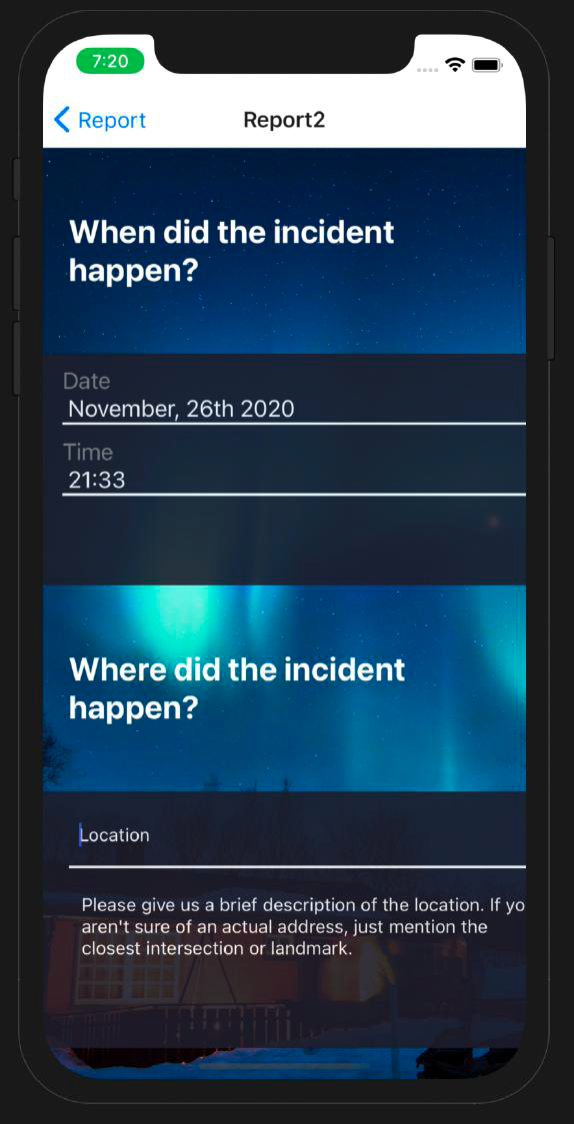 7:20
Report
Report2
When did the incident
happen?
Date
November, 26th 2020
Time
21:33
Where did the incident
happen?
Location
Please give us a brief description of the location. If yo
aren't sure of an actual address, just mention the
closest intersection or landmark.